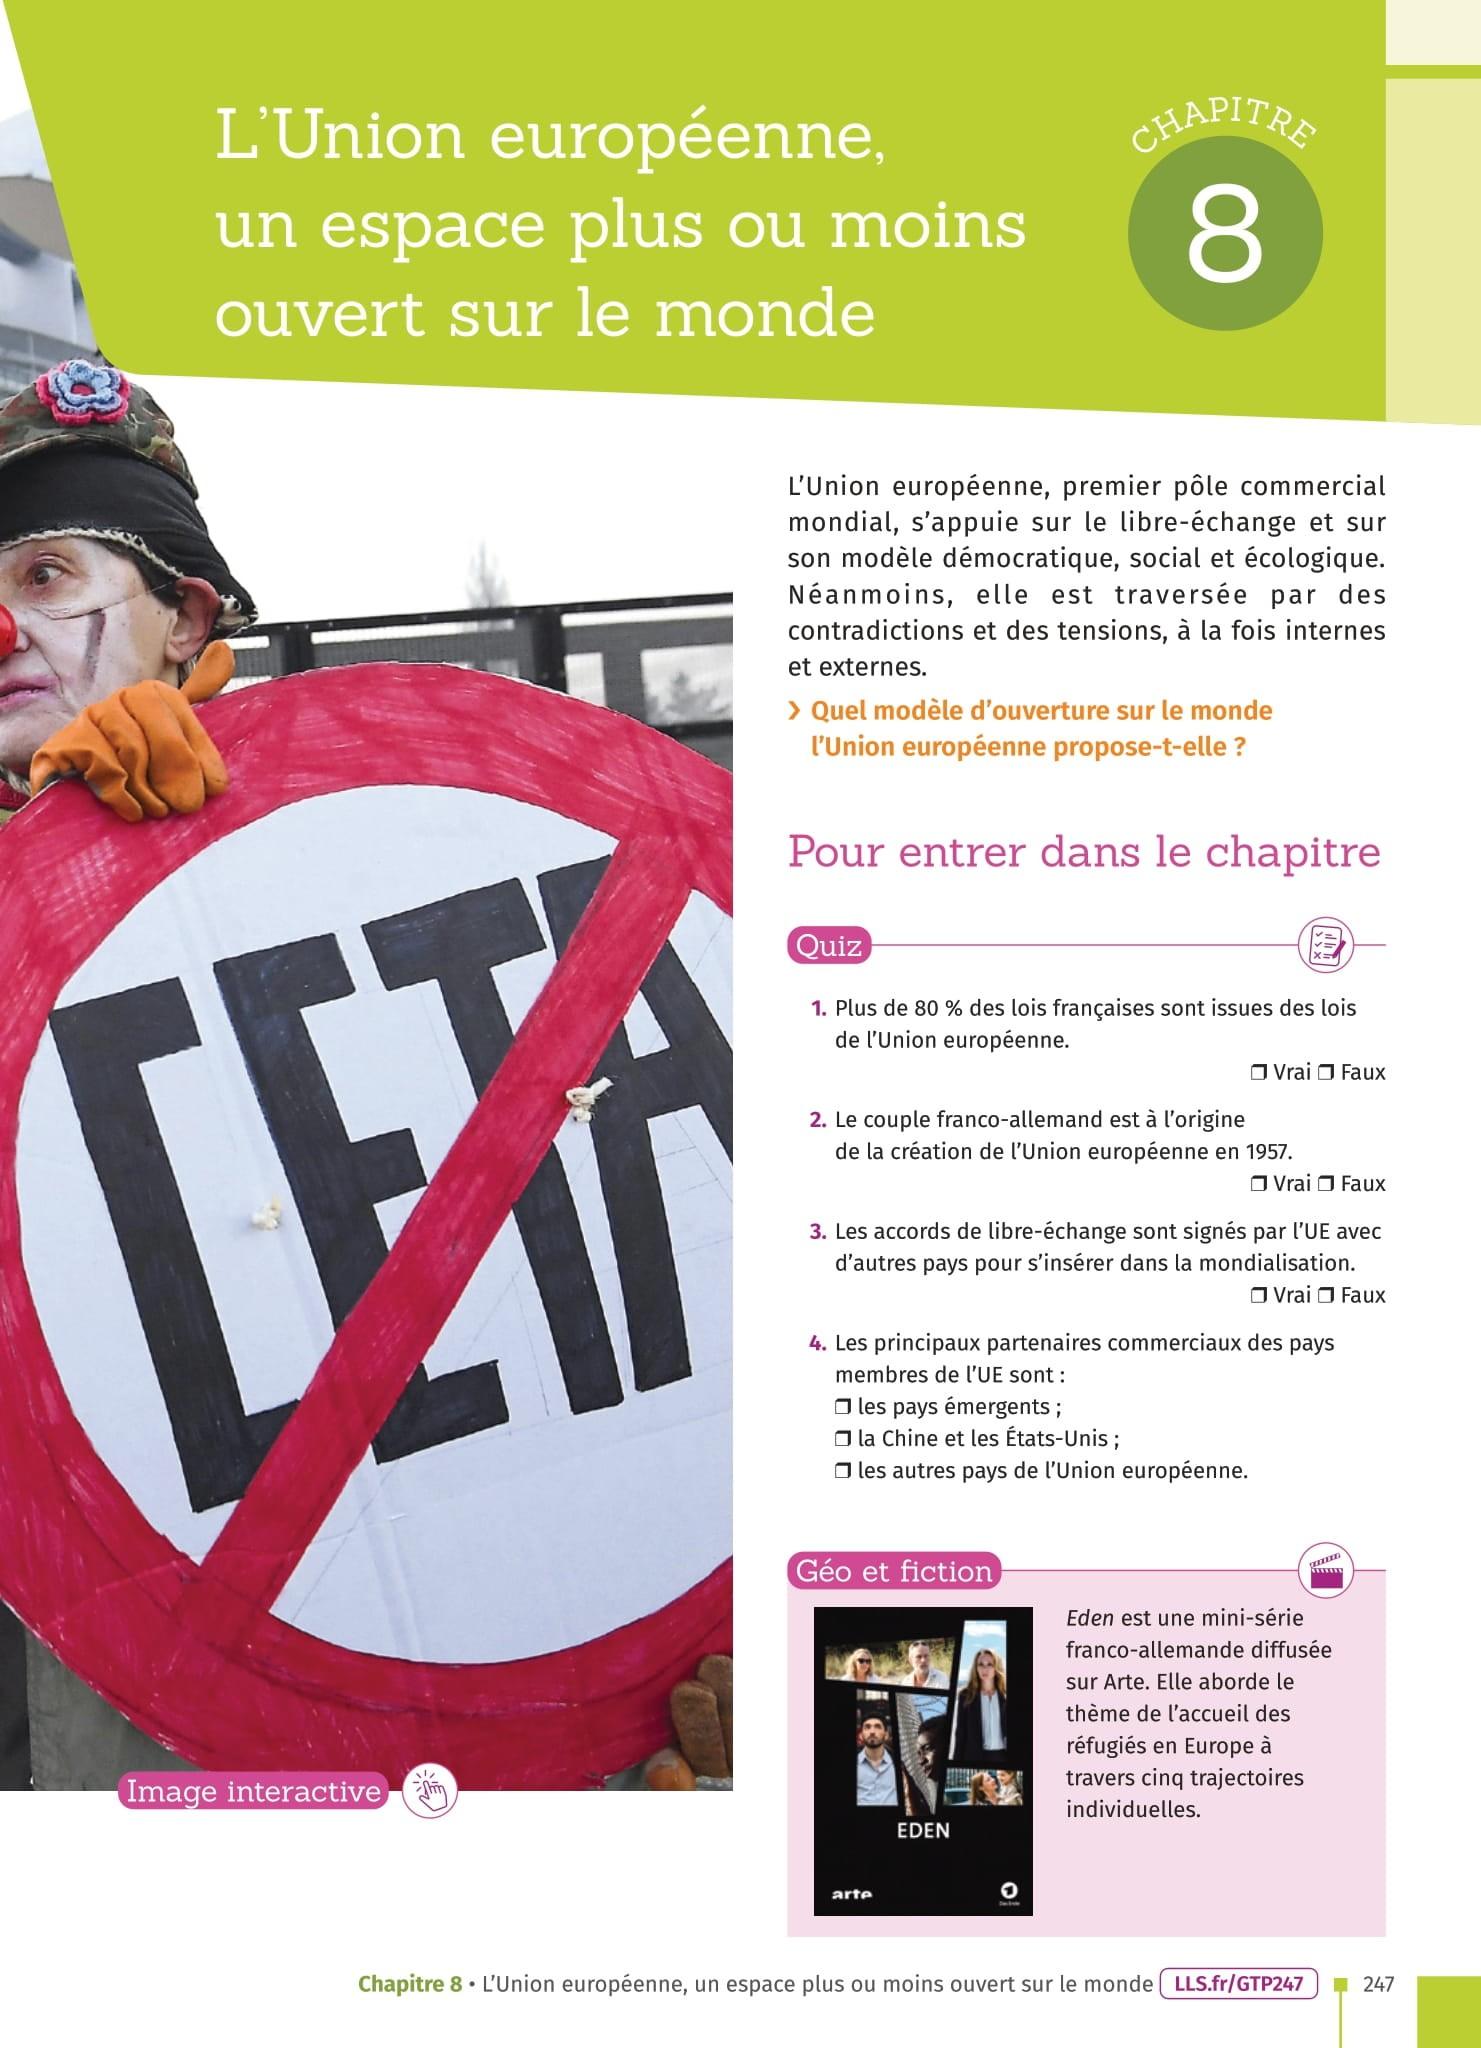 L'Union européenne,
un espace plus ou moins
ouvert sur le monde
CHAPITRE
8
L'Union européenne, premier pôle commercial
mondial, s'appuie sur le libre-échange et sur
son modèle démocratique, social et écologique.
Néanmoins, elle est traversée par des
contradictions et des tensions, à la fois internes
et externes.
› Quel modèle d'ouverture sur le monde
l'Union européenne propose-t-elle ?
CETA
Image interactive
Pour entrer dans le chapitre
Quiz
1. Plus de 80 % des lois françaises sont issues des lois
de l'Union européenne.
❒ Vrai ❒ Faux
2. Le couple franco-allemand est à l'origine
de la création de l'Union européenne en 1957.
❒ Vrai ❒ Faux
3. Les accords de libre-échange sont signés par l'UE avec
d'autres pays pour s'insérer dans la mondialisation.
❒ Vrai ❒ Faux
4. Les principaux partenaires commerciaux des pays
membres de l'UE sont :
❒ les pays émergents ;
❒ la Chine et les États-Unis ;
❒ les autres pays de l'Union européenne.
Géo et fiction
EDEN
arte
Eden est une mini-série
franco-allemande diffusée
sur Arte. Elle aborde le
thème de l'accueil des
réfugiés en Europe à
travers cinq trajectoires
individuelles.
Chapitre 8 • L'Union européenne, un espace plus ou moins ouvert sur le monde LLS.fr/GTP247 247